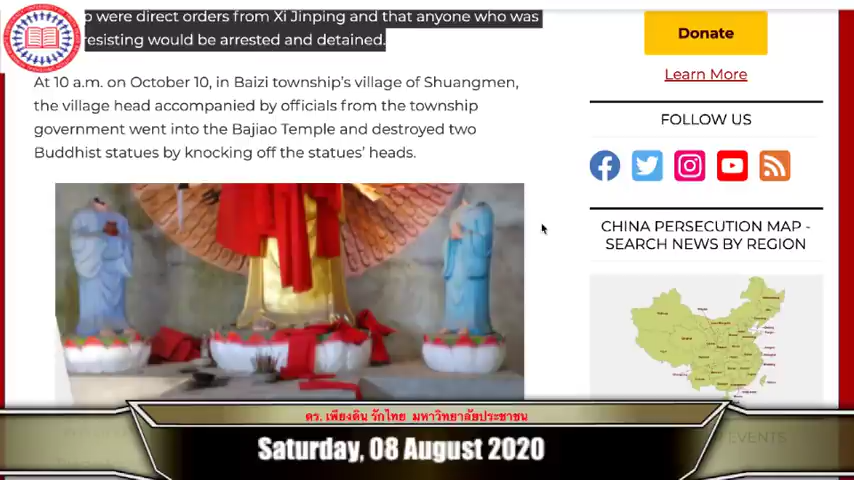 p were direct orders from Xi Jinping and that anyone who was
resisting would be arrested and detained.
At 10 a.m. on October 10, in Baizi township's village of Shuangmen,
the village head accompanied by officials from the township
government went into the Bajiao Temple and destroyed two
Buddhist statues by knocking off the statues' heads.
Donate
Learn More
FOLLOW US
CHINA PERSECUTION MAP -
SEARCH NEWS BY REGION
EVENTS
ดร. เพียงดิน รักไทย มหาวิทยาลัยประชาชน
Saturday, 08 August 2020